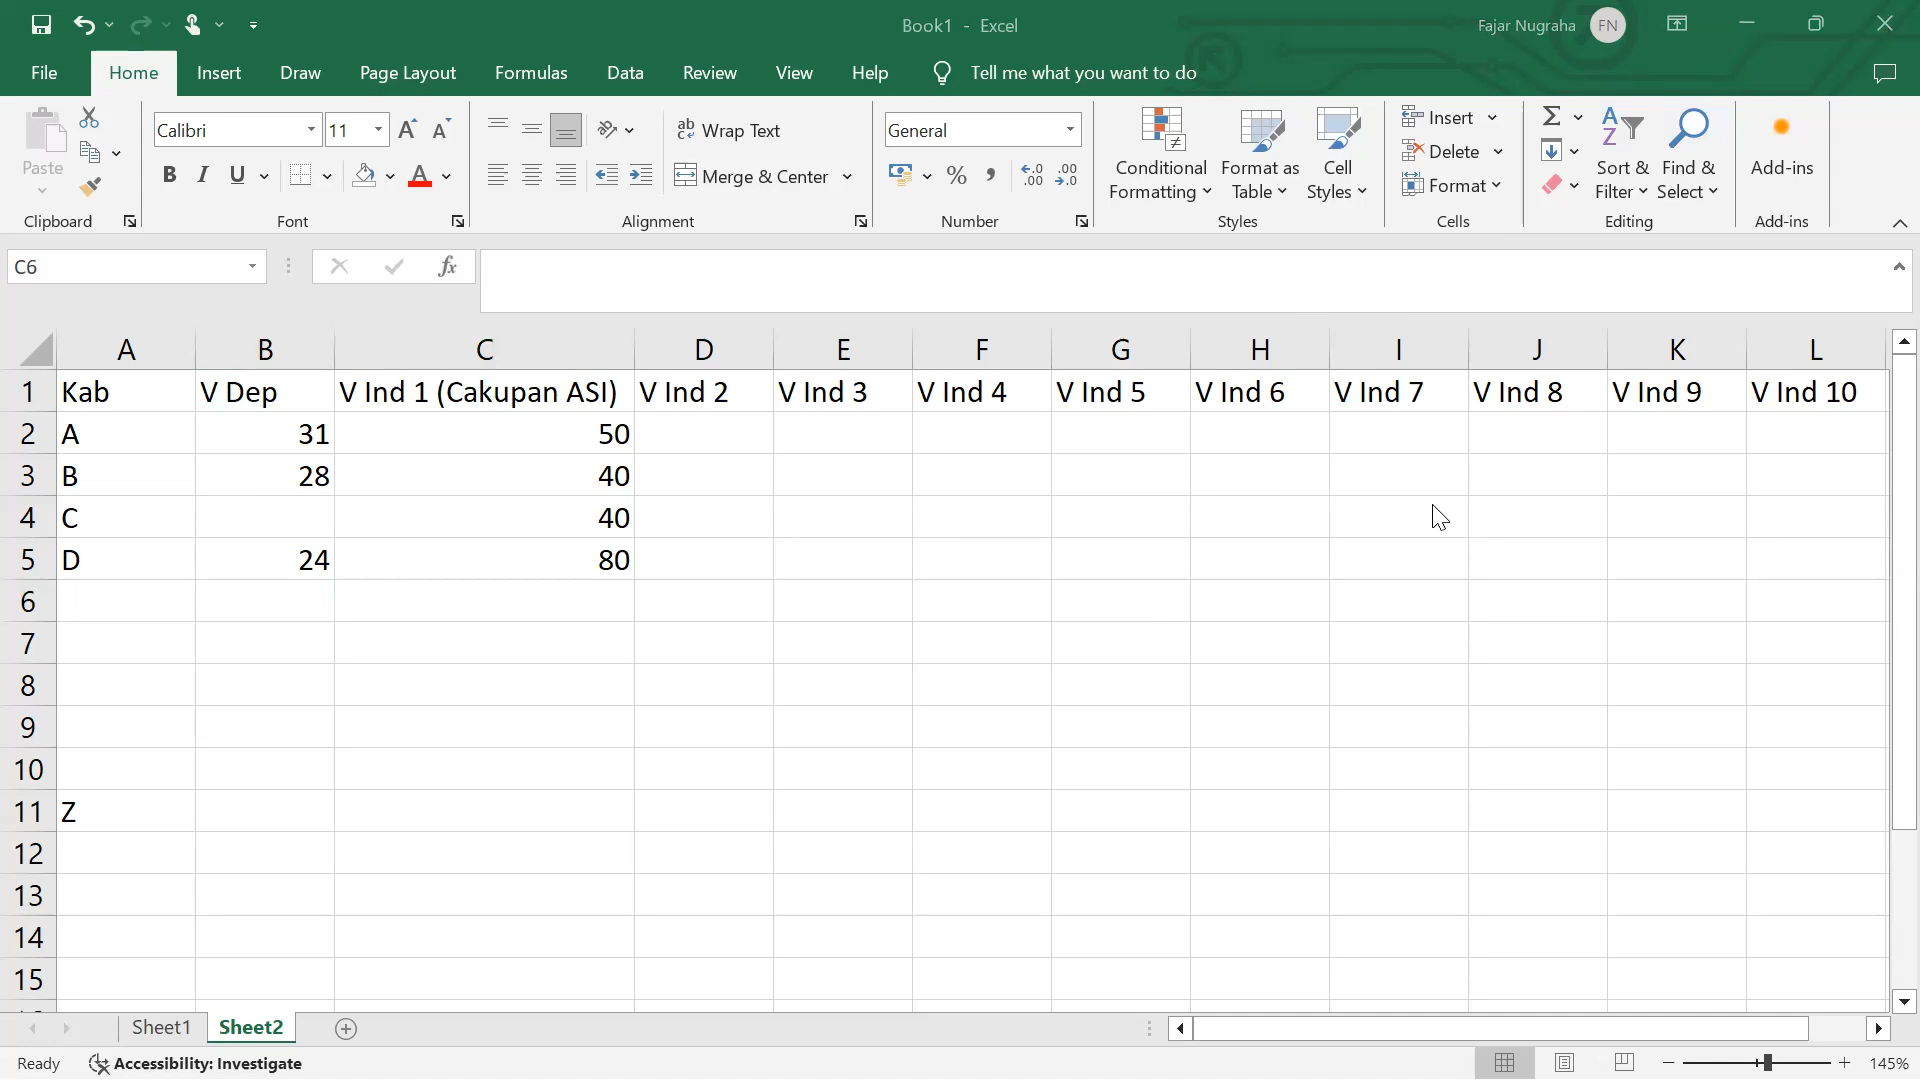 Book1 - Excel
Fajar Nugraha FN
File Home Insert Draw Page Layout Formulas Data Review View Help Tell me what you want to do
Paste
Clipboard
Calibri 11
B I U A
Font
ab Wrap Text
Merge & Center
Alignment
General
% , .00 .00
Number
Conditional Formatting
Format as Table
Cell Styles
Styles
Insert
Delete
Format
Cells
Sort & Filter
Find & Select
Editing
Add-ins
Add-ins
C6 fx
A B C D E F G H I J K L
1 Kab V Dep V Ind 1 (Cakupan ASI) V Ind 2 V Ind 3 V Ind 4 V Ind 5 V Ind 6 V Ind 7 V Ind 8 V Ind 9 V Ind 10
2 A 31 50
3 B 28 40
4 C 40
5 D 24 80
6
7
8
9
10
11 Z
12
13
14
15
Sheet1 Sheet2
Ready Accessibility: Investigate 145%